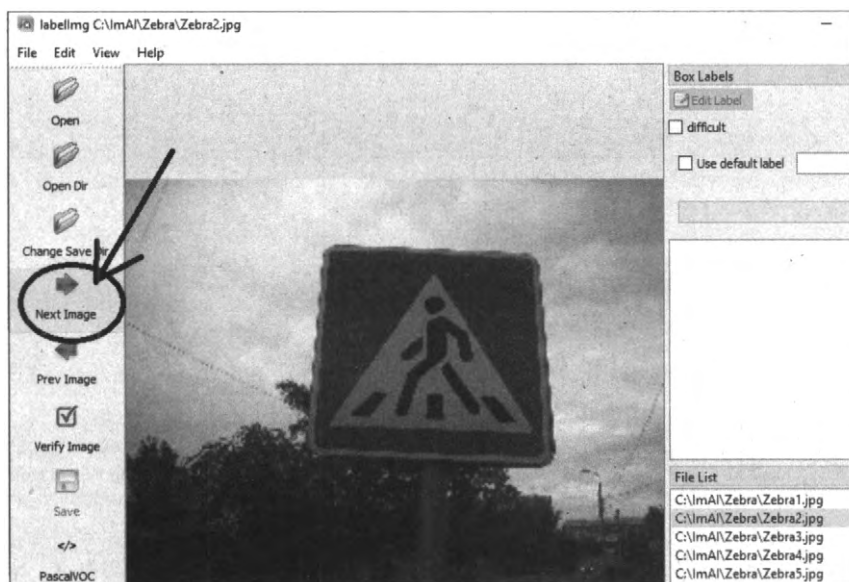 labelImg C:\ImAI\Zebra\Zebra2.jpg
File Edit View Help
Open
Open Dir
Change Save Dir
Next Image
Prev Image
Verify Image
Save
</>
PascalVOC
Box Labels
Edit Label
difficult
Use default label
File List
C:\ImAI\Zebra\Zebra1.jpg
C:\ImAI\Zebra\Zebra2.jpg
C:\ImAI\Zebra\Zebra3.jpg
C:\ImAI\Zebra\Zebra4.jpg
C:\ImAI\Zebra\Zebra5.jpg